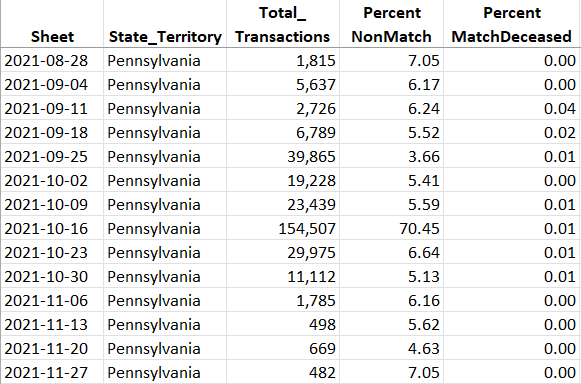 Total_ Percent Percent
Sheet State_Territory Transactions NonMatch MatchDeceased
2021-08-28 Pennsylvania 1,815 7.05 0.00
2021-09-04 Pennsylvania 5,637 6.17 0.00
2021-09-11 Pennsylvania 2,726 6.24 0.04
2021-09-18 Pennsylvania 6,789 5.52 0.02
2021-09-25 Pennsylvania 39,865 3.66 0.01
2021-10-02 Pennsylvania 19,228 5.41 0.00
2021-10-09 Pennsylvania 23,439 5.59 0.01
2021-10-16 Pennsylvania 154,507 70.45 0.01
2021-10-23 Pennsylvania 29,975 6.64 0.01
2021-10-30 Pennsylvania 11,112 5.13 0.01
2021-11-06 Pennsylvania 1,785 6.16 0.00
2021-11-13 Pennsylvania 498 5.62 0.00
2021-11-20 Pennsylvania 669 4.63 0.00
2021-11-27 Pennsylvania 482 7.05 0.00